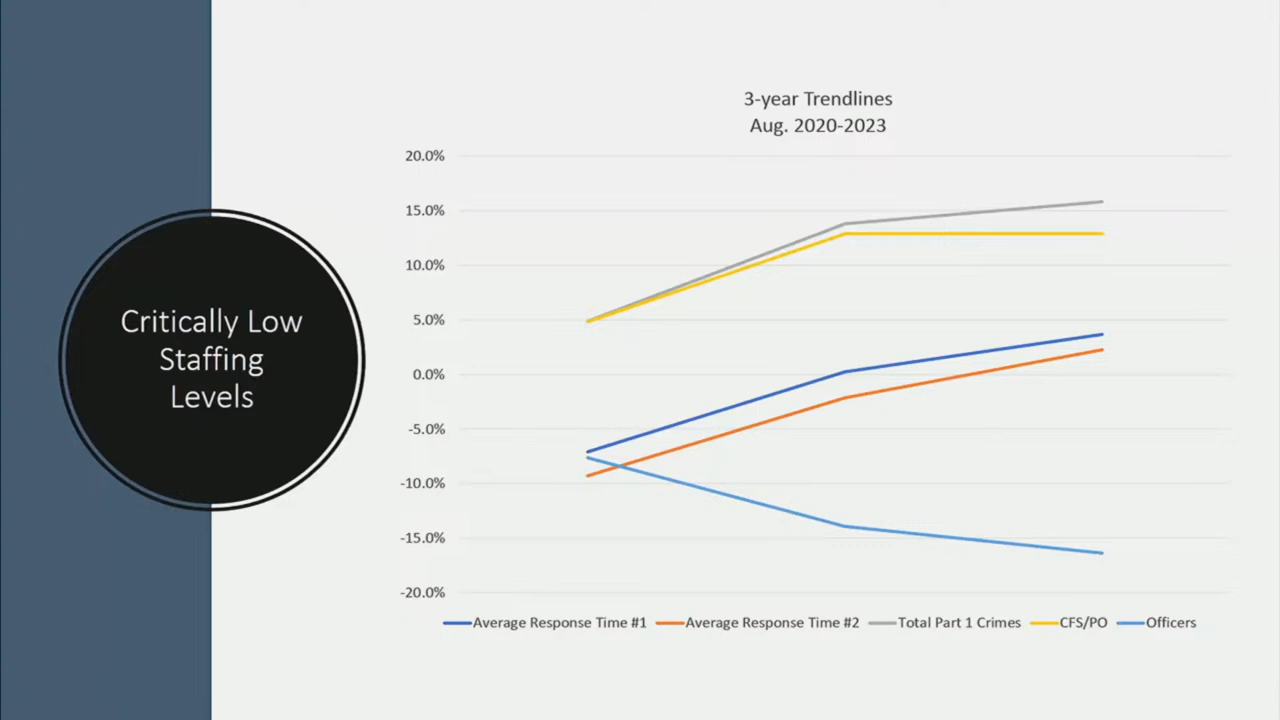 Critically Low
Staffing
Levels
3-year Trendlines
Aug. 2020-2023
20.0%
15.0%
10.0%
5.0%
0.0%
-5.0%
-10.0%
-15.0%
-20.0%
Average Response Time #1 Average Response Time #2 Total Part 1 Crimes CFS/PO Officers